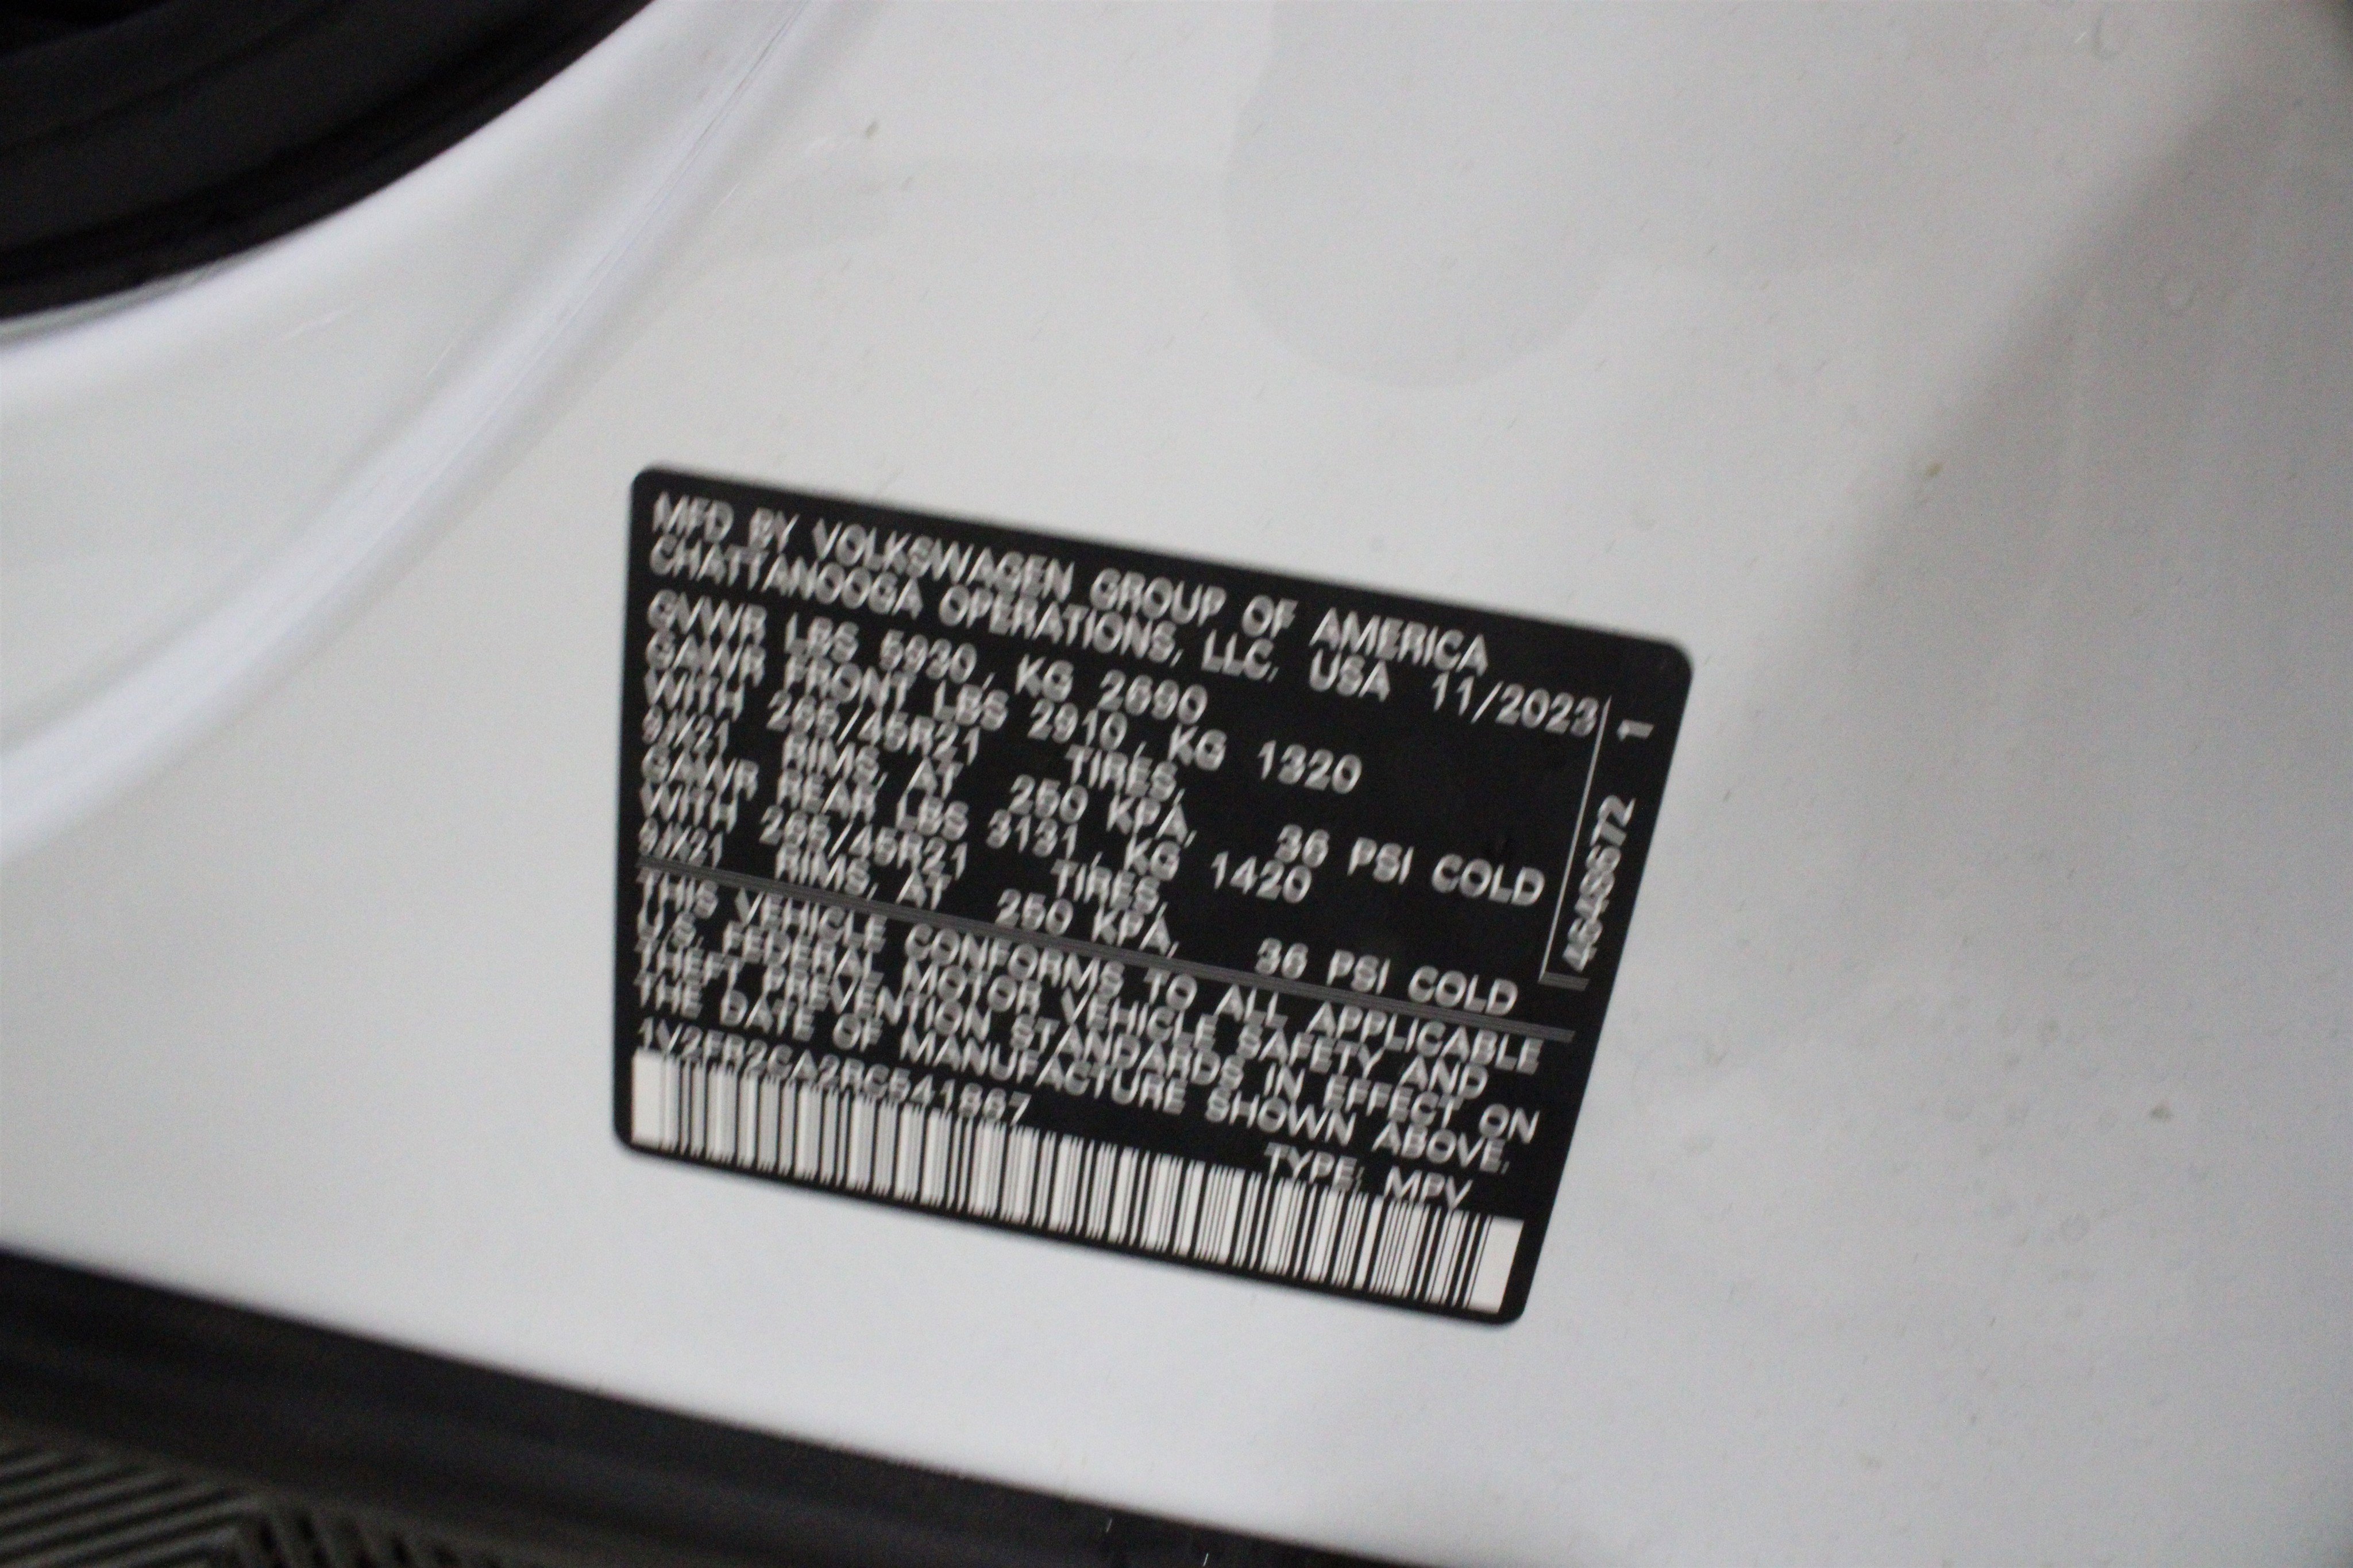 MFD BY VOLKSWAGEN GROUP OF AMERICA
CHATTANOOGA OPERATIONS, LLC, USA 11/2023
GVWR LBS 5930, KG 2690
GAWR FRONT LBS 2910, KG 1320
WITH 265/45R21 TIRES,
9JX21 RIMS, AT 250 KPA, 36 PSI COLD
GAWR REAR LBS 3131, KG 1420
WITH 265/45R21 TIRES,
9JX21 RIMS, AT 250 KPA, 36 PSI COLD
THIS VEHICLE CONFORMS TO ALL APPLICABLE
U.S. FEDERAL MOTOR VEHICLE SAFETY AND
THEFT PREVENTION STANDARDS IN EFFECT ON
THE DATE OF MANUFACTURE SHOWN ABOVE.
TYPE: MPV
1